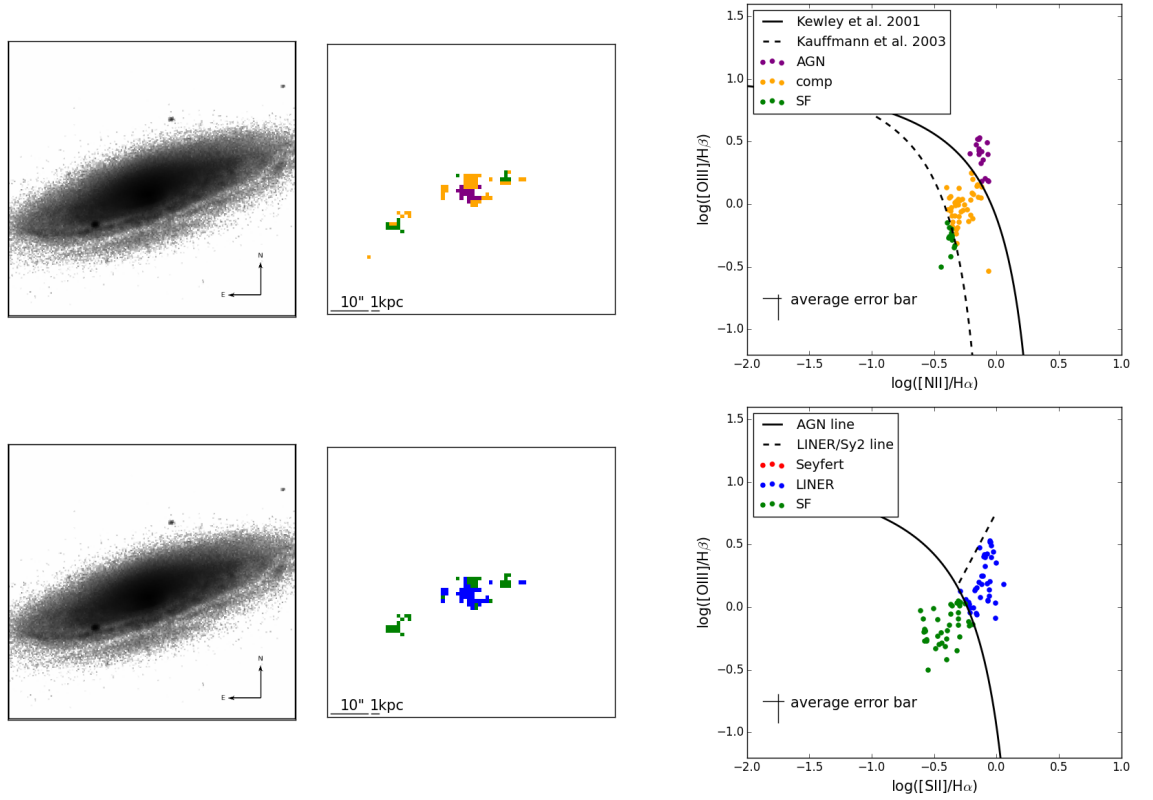 N
E
10" 1kpc
1.5
1.0
0.5
0.0
−0.5
−1.0
log([OIII]/Hβ)
Kewley et al. 2001
Kauffmann et al. 2003
AGN
comp
SF
average error bar
−2.0 −1.5 −1.0 −0.5 0.0 0.5 1.0
log([NII]/Hα)
N
E
10" 1kpc
1.5
1.0
0.5
0.0
−0.5
−1.0
log([OIII]/Hβ)
AGN line
LINER/Sy2 line
Seyfert
LINER
SF
average error bar
−2.0 −1.5 −1.0 −0.5 0.0 0.5 1.0
log([SII]/Hα)